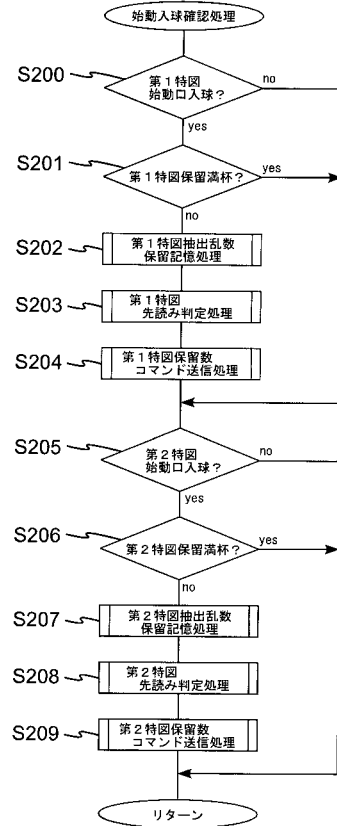 始動入球確認処理
S200
第1特図
始動口入球？
no
yes
S201
第1特図保留満杯？
yes
no
S202
第1特図抽出乱数
保留記憶処理
S203
第1特図
先読み判定処理
S204
第1特図保留数
コマンド送信処理
S205
第2特図
始動口入球？
no
yes
S206
第2特図保留満杯？
yes
no
S207
第2特図抽出乱数
保留記憶処理
S208
第2特図
先読み判定処理
S209
第2特図保留数
コマンド送信処理
リターン